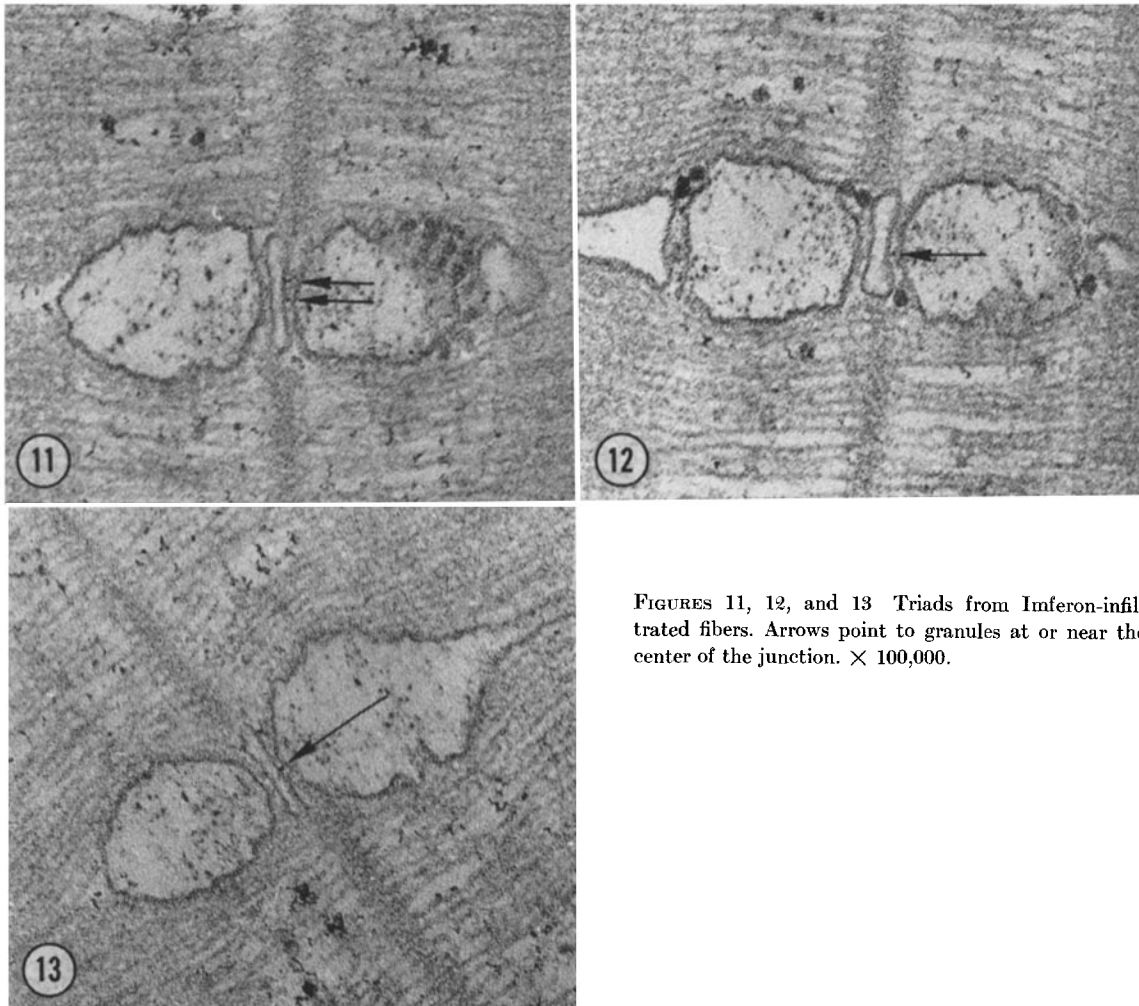 11
12
FIGURES 11, 12, and 13 Triads from Imferon-infil-
trated fibers. Arrows point to granules at or near the
center of the junction. × 100,000.
13